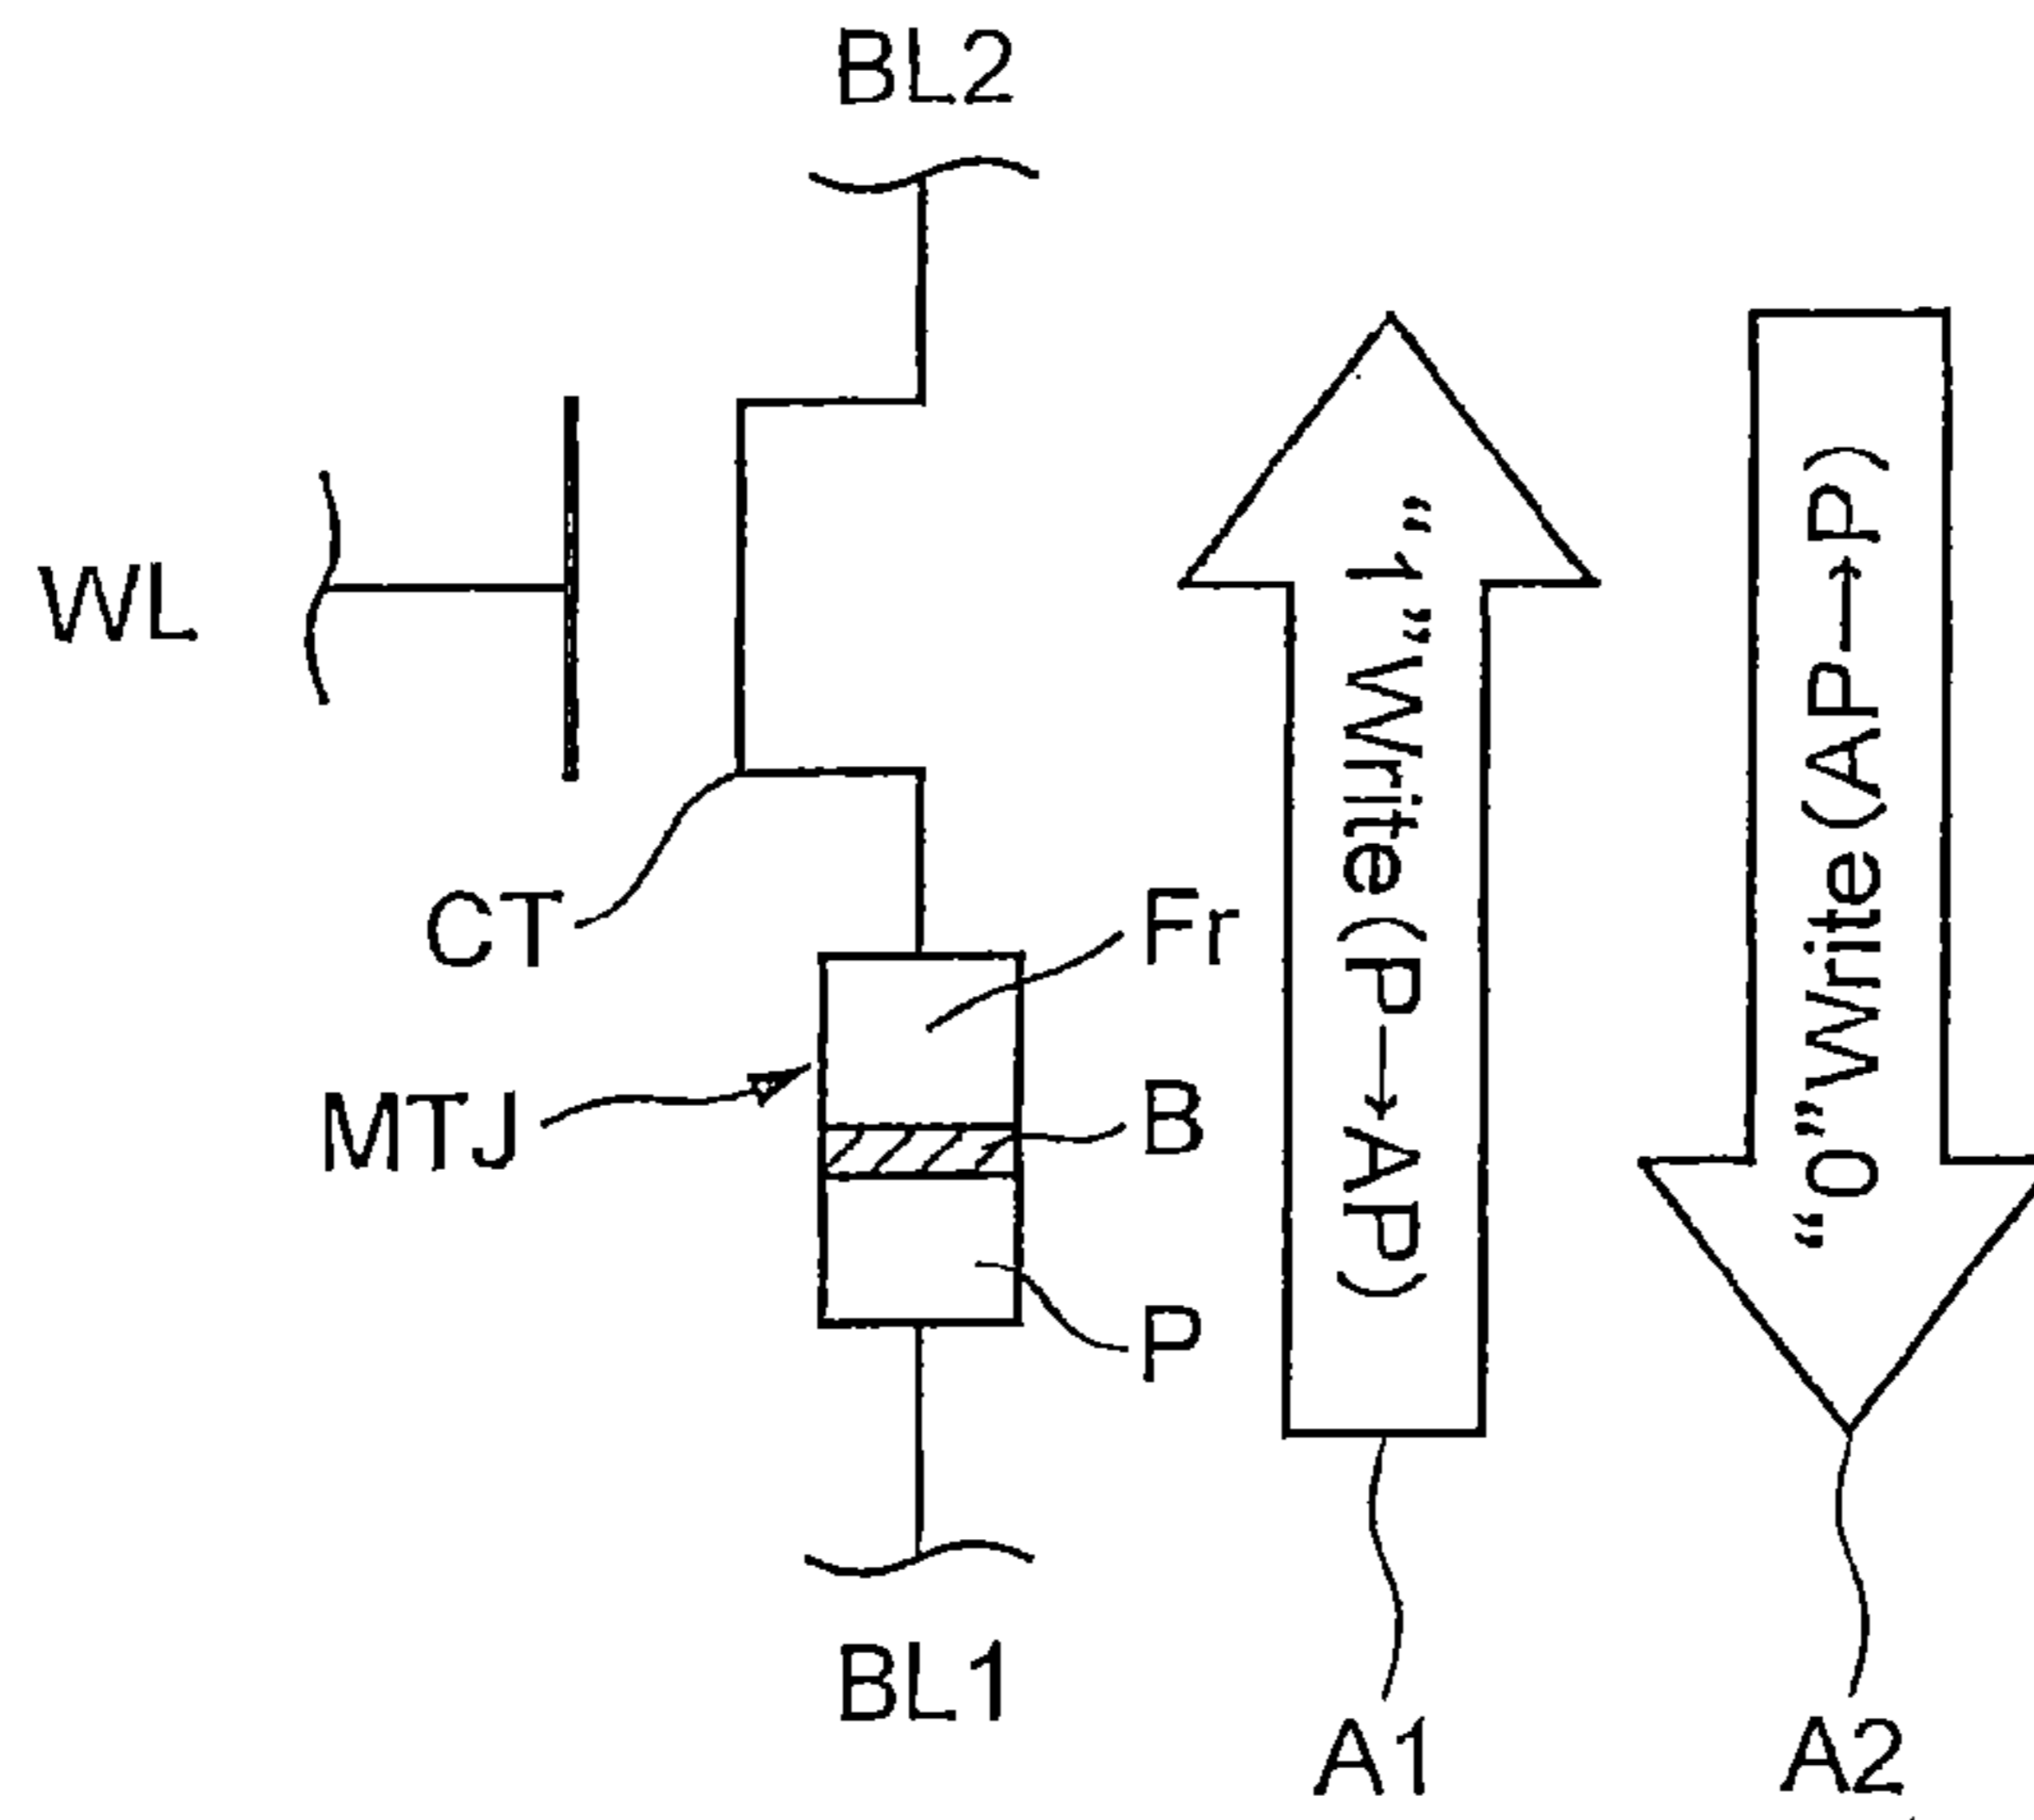 BL2
WL
CT
MTJ
Fr
B
P
BL1
“1”Write(P→AP)
“0”Write(AP→P)
A1
A2